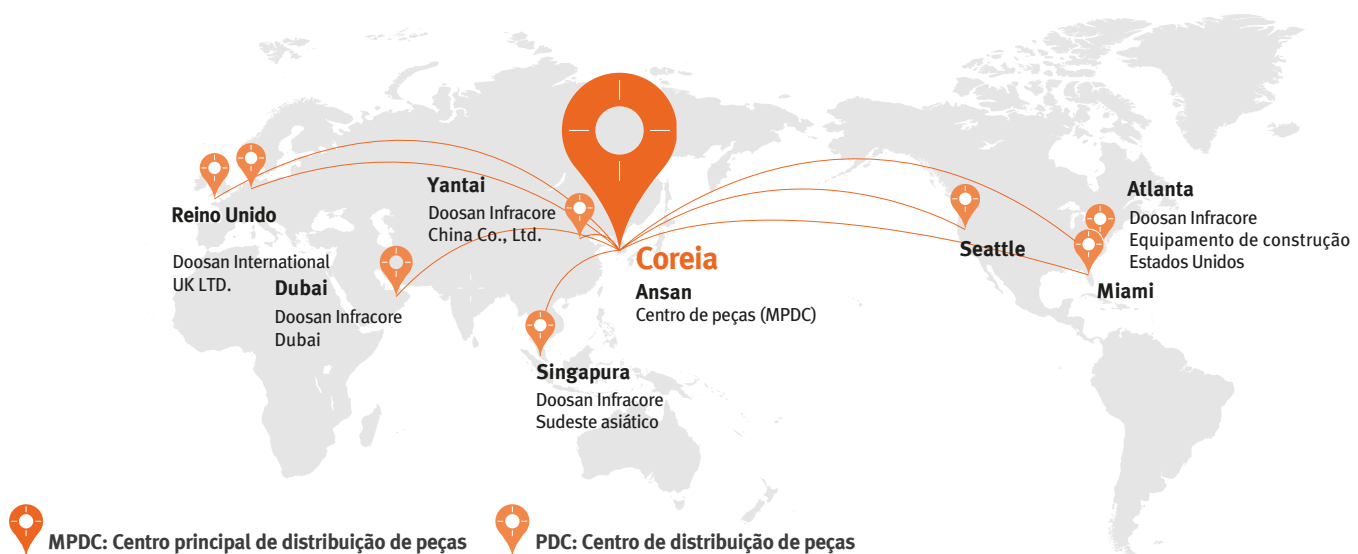 Reino Unido
Doosan International
UK LTD.
Dubai
Doosan Infracore
Dubai
Yantai
Doosan Infracore
China Co., Ltd.
Coreia
Ansan
Centro de peças (MPDC)
Singapura
Doosan Infracore
Sudeste asiático
Seattle
Atlanta
Doosan Infracore
Equipamento de construção
Estados Unidos
Miami
MPDC: Centro principal de distribuição de peças
PDC: Centro de distribuição de peças